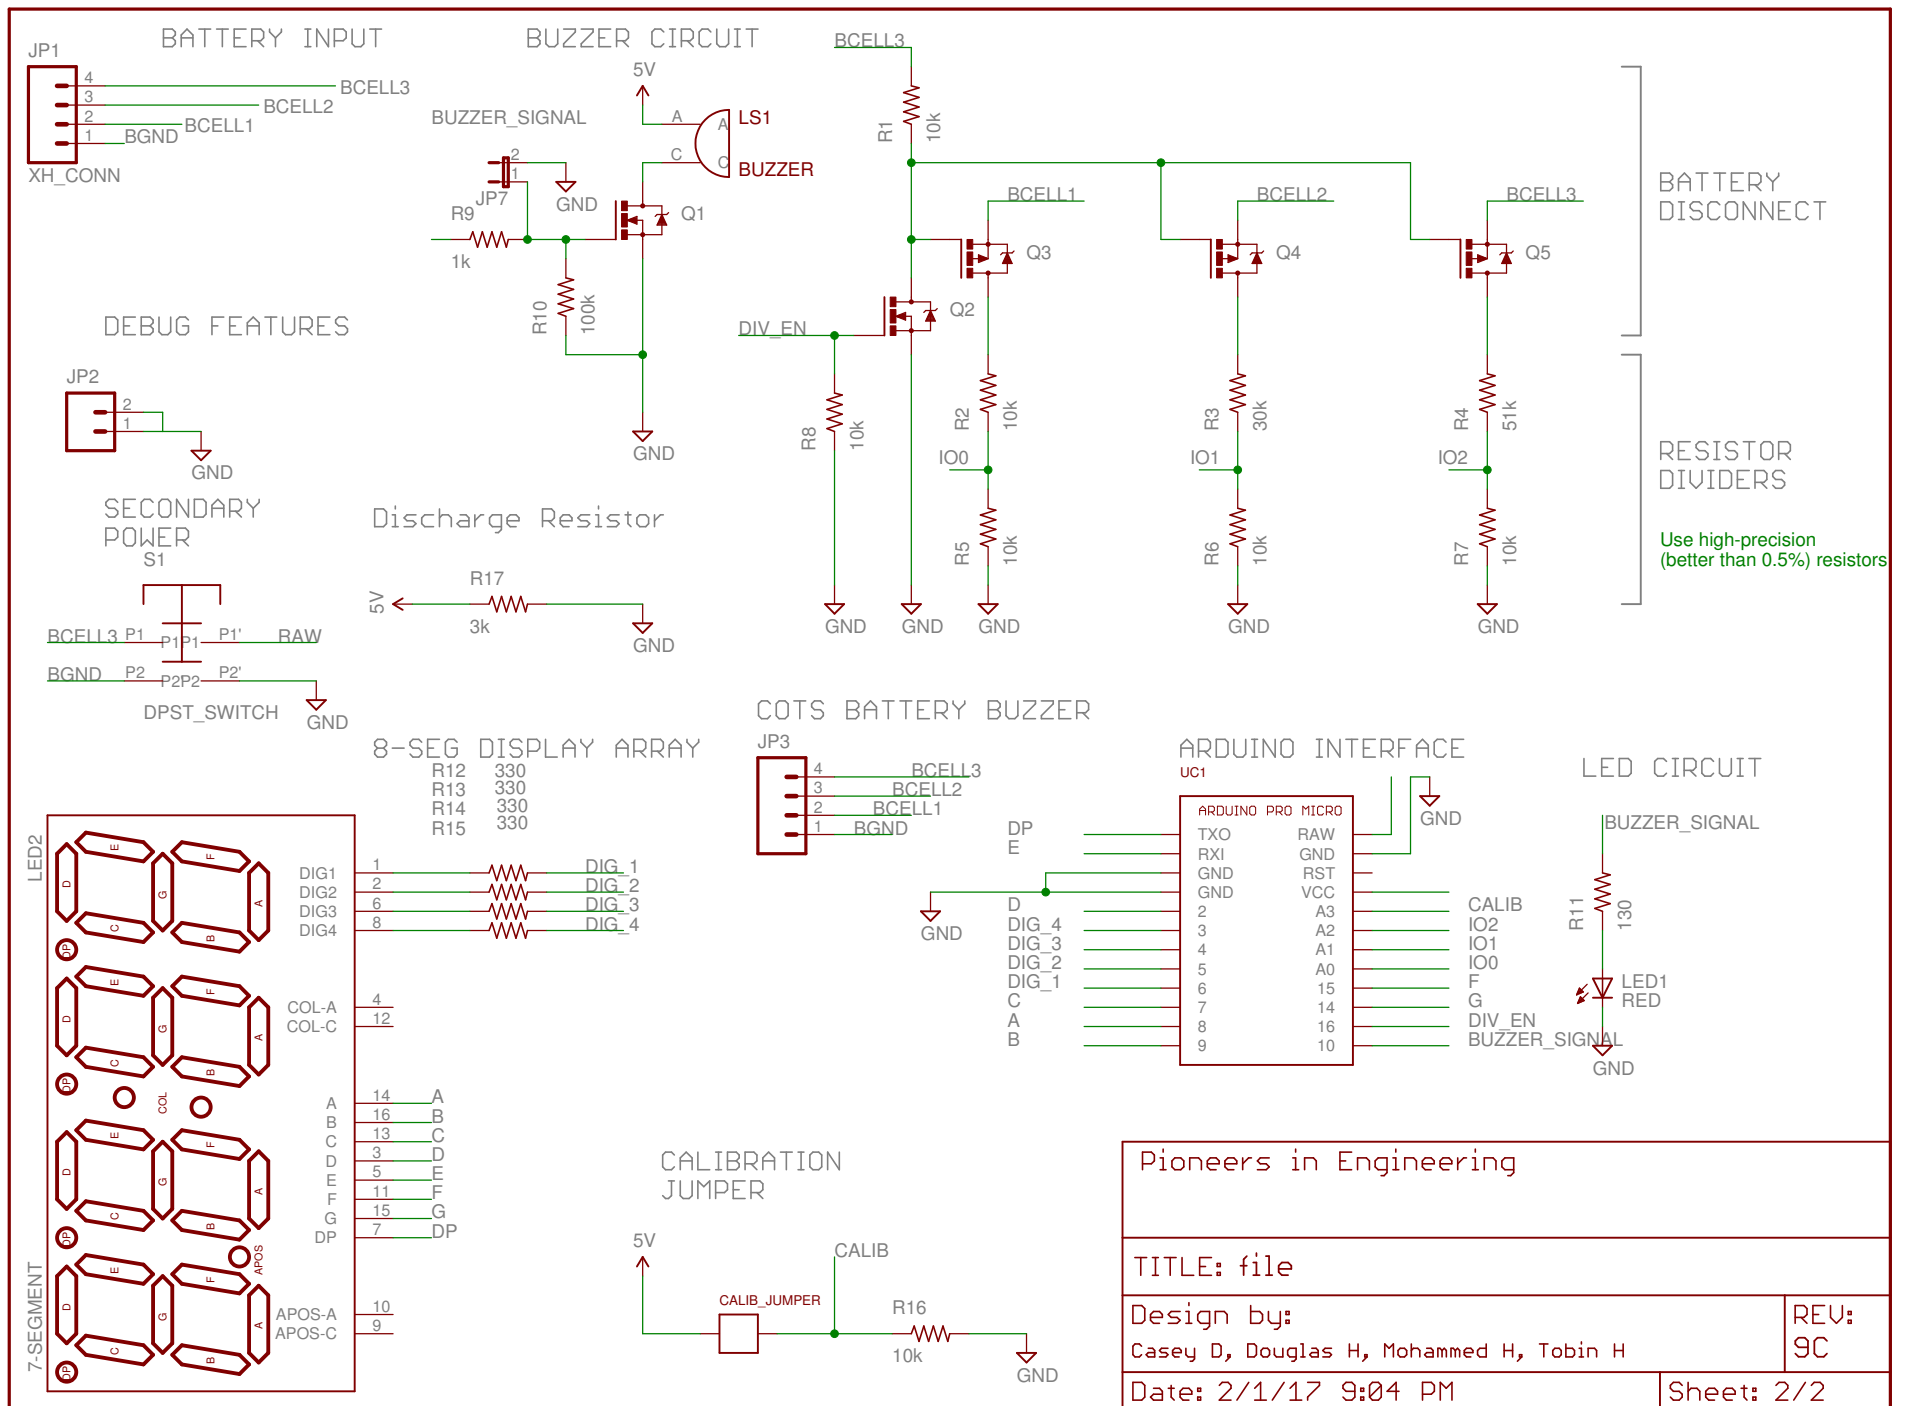 BATTERY INPUT
JP1
4
BCELL3
3
BCELL2
2
BCELL1
1
BGND
XH_CONN
BUZZER CIRCUIT
5V
BUZZER_SIGNAL
A
A
LS1
C
C
BUZZER
2
1
JP7
GND
R9
1k
Q1
R10
100k
GND
BCELL3
R1
10k
BCELL1
BCELL2
BCELL3
Q3
Q4
Q5
Q2
DIV_EN
R8
10k
R2
10k
R3
30k
R4
51k
IO0
IO1
IO2
R5
10k
R6
10k
R7
10k
GND
GND
GND
GND
GND
BATTERY
DISCONNECT
RESISTOR
DIVIDERS
Use high-precision
(better than 0.5%) resistors
DEBUG FEATURES
JP2
2
1
GND
SECONDARY
POWER
S1
BCELL3
P1
P1P1
P1'
RAW
BGND
P2
P2P2
P2'
DPST_SWITCH
GND
Discharge Resistor
5V
R17
3k
GND
8-SEG DISPLAY ARRAY
R12 330
R13 330
R14 330
R15 330
LED2
7-SEGMENT
E
F
D
G
A
C
B
DP
E
F
D
G
A
C
B
DP
COL
E
F
D
G
A
C
B
DP
APOS
E
F
D
G
A
C
B
DP
DIG1 1 DIG_1
DIG2 2 DIG_2
DIG3 6 DIG_3
DIG4 8 DIG_4
COL-A 4
COL-C 12
A 14 A
B 16 B
C 13 C
D 3 D
E 5 E
F 11 F
G 15 G
DP 7 DP
APOS-A 10
APOS-C 9
COTS BATTERY BUZZER
JP3
4 BCELL3
3 BCELL2
2 BCELL1
1 BGND
ARDUINO INTERFACE
UC1
ARDUINO PRO MICRO
GND
DP TXO RAW
E RXI GND
GND RST
GND VCC
GND
D 2 A3 CALIB
DIG_4 3 A2 IO2
DIG_3 4 A1 IO1
DIG_2 5 A0 IO0
DIG_1 6 15 F
C 7 14 G
A 8 16 DIV_EN
B 9 10 BUZZER_SIGNAL
LED CIRCUIT
BUZZER_SIGNAL
R11
130
LED1
RED
GND
CALIBRATION
JUMPER
5V
CALIB
CALIB_JUMPER
R16
10k
GND
Pioneers in Engineering
TITLE: file
Design by:
Casey D, Douglas H, Mohammed H, Tobin H
REV:
9C
Date: 2/1/17 9:04 PM
Sheet: 2/2